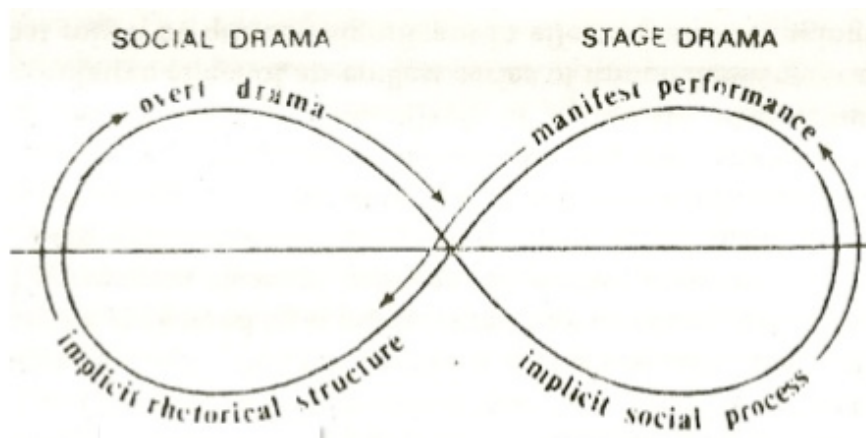 SOCIAL DRAMA
STAGE DRAMA
overt drama
manifest performance
implicit rhetorical structure
implicit social process